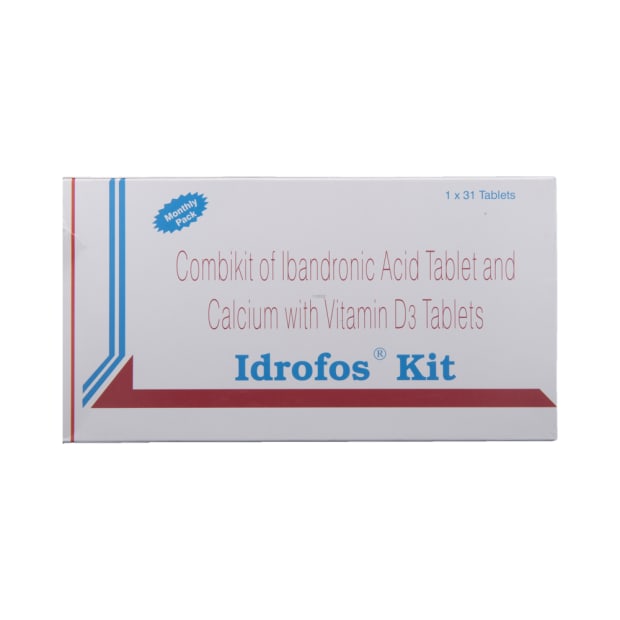 Monthly
Pack
1 x 31 Tablets
Combikit of Ibandronic Acid Tablet and
Calcium with Vitamin D3 Tablets
Idrofos® Kit